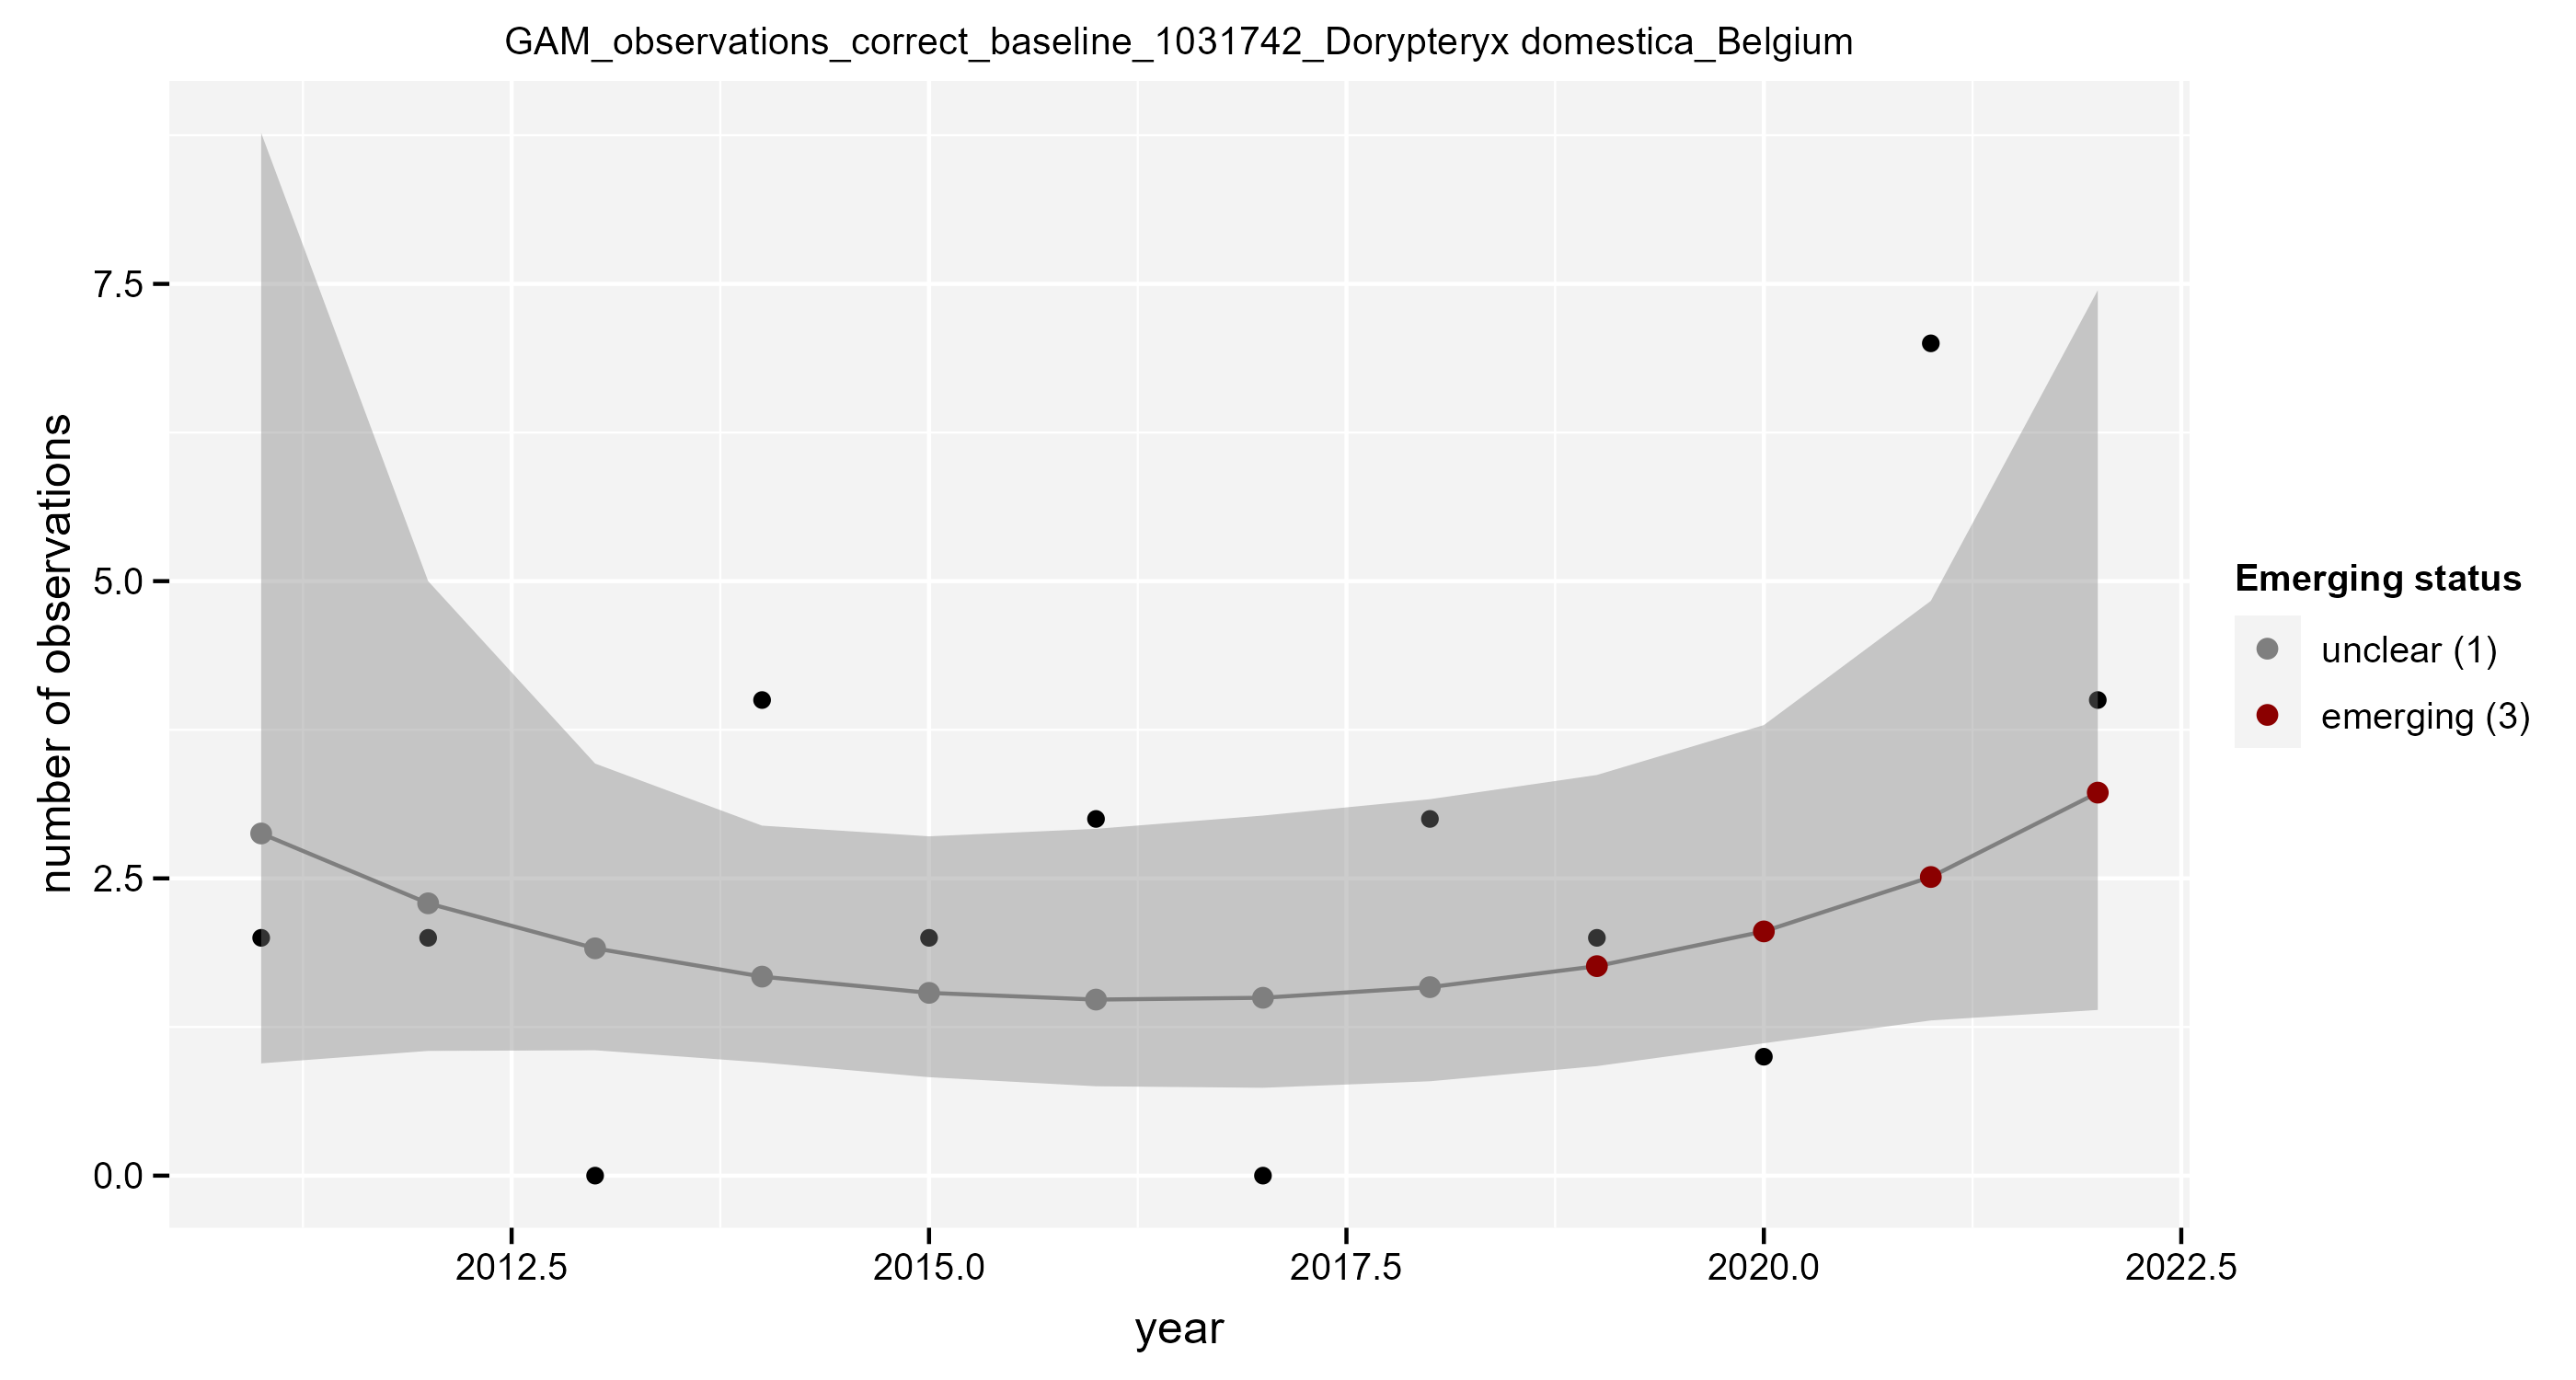 GAM_observations_correct_baseline_1031742_Dorypteryx domestica_Belgium
number of observations
7.5
5.0
2.5
0.0
2012.5
2015.0
2017.5
2020.0
2022.5
year
Emerging status
unclear (1)
emerging (3)